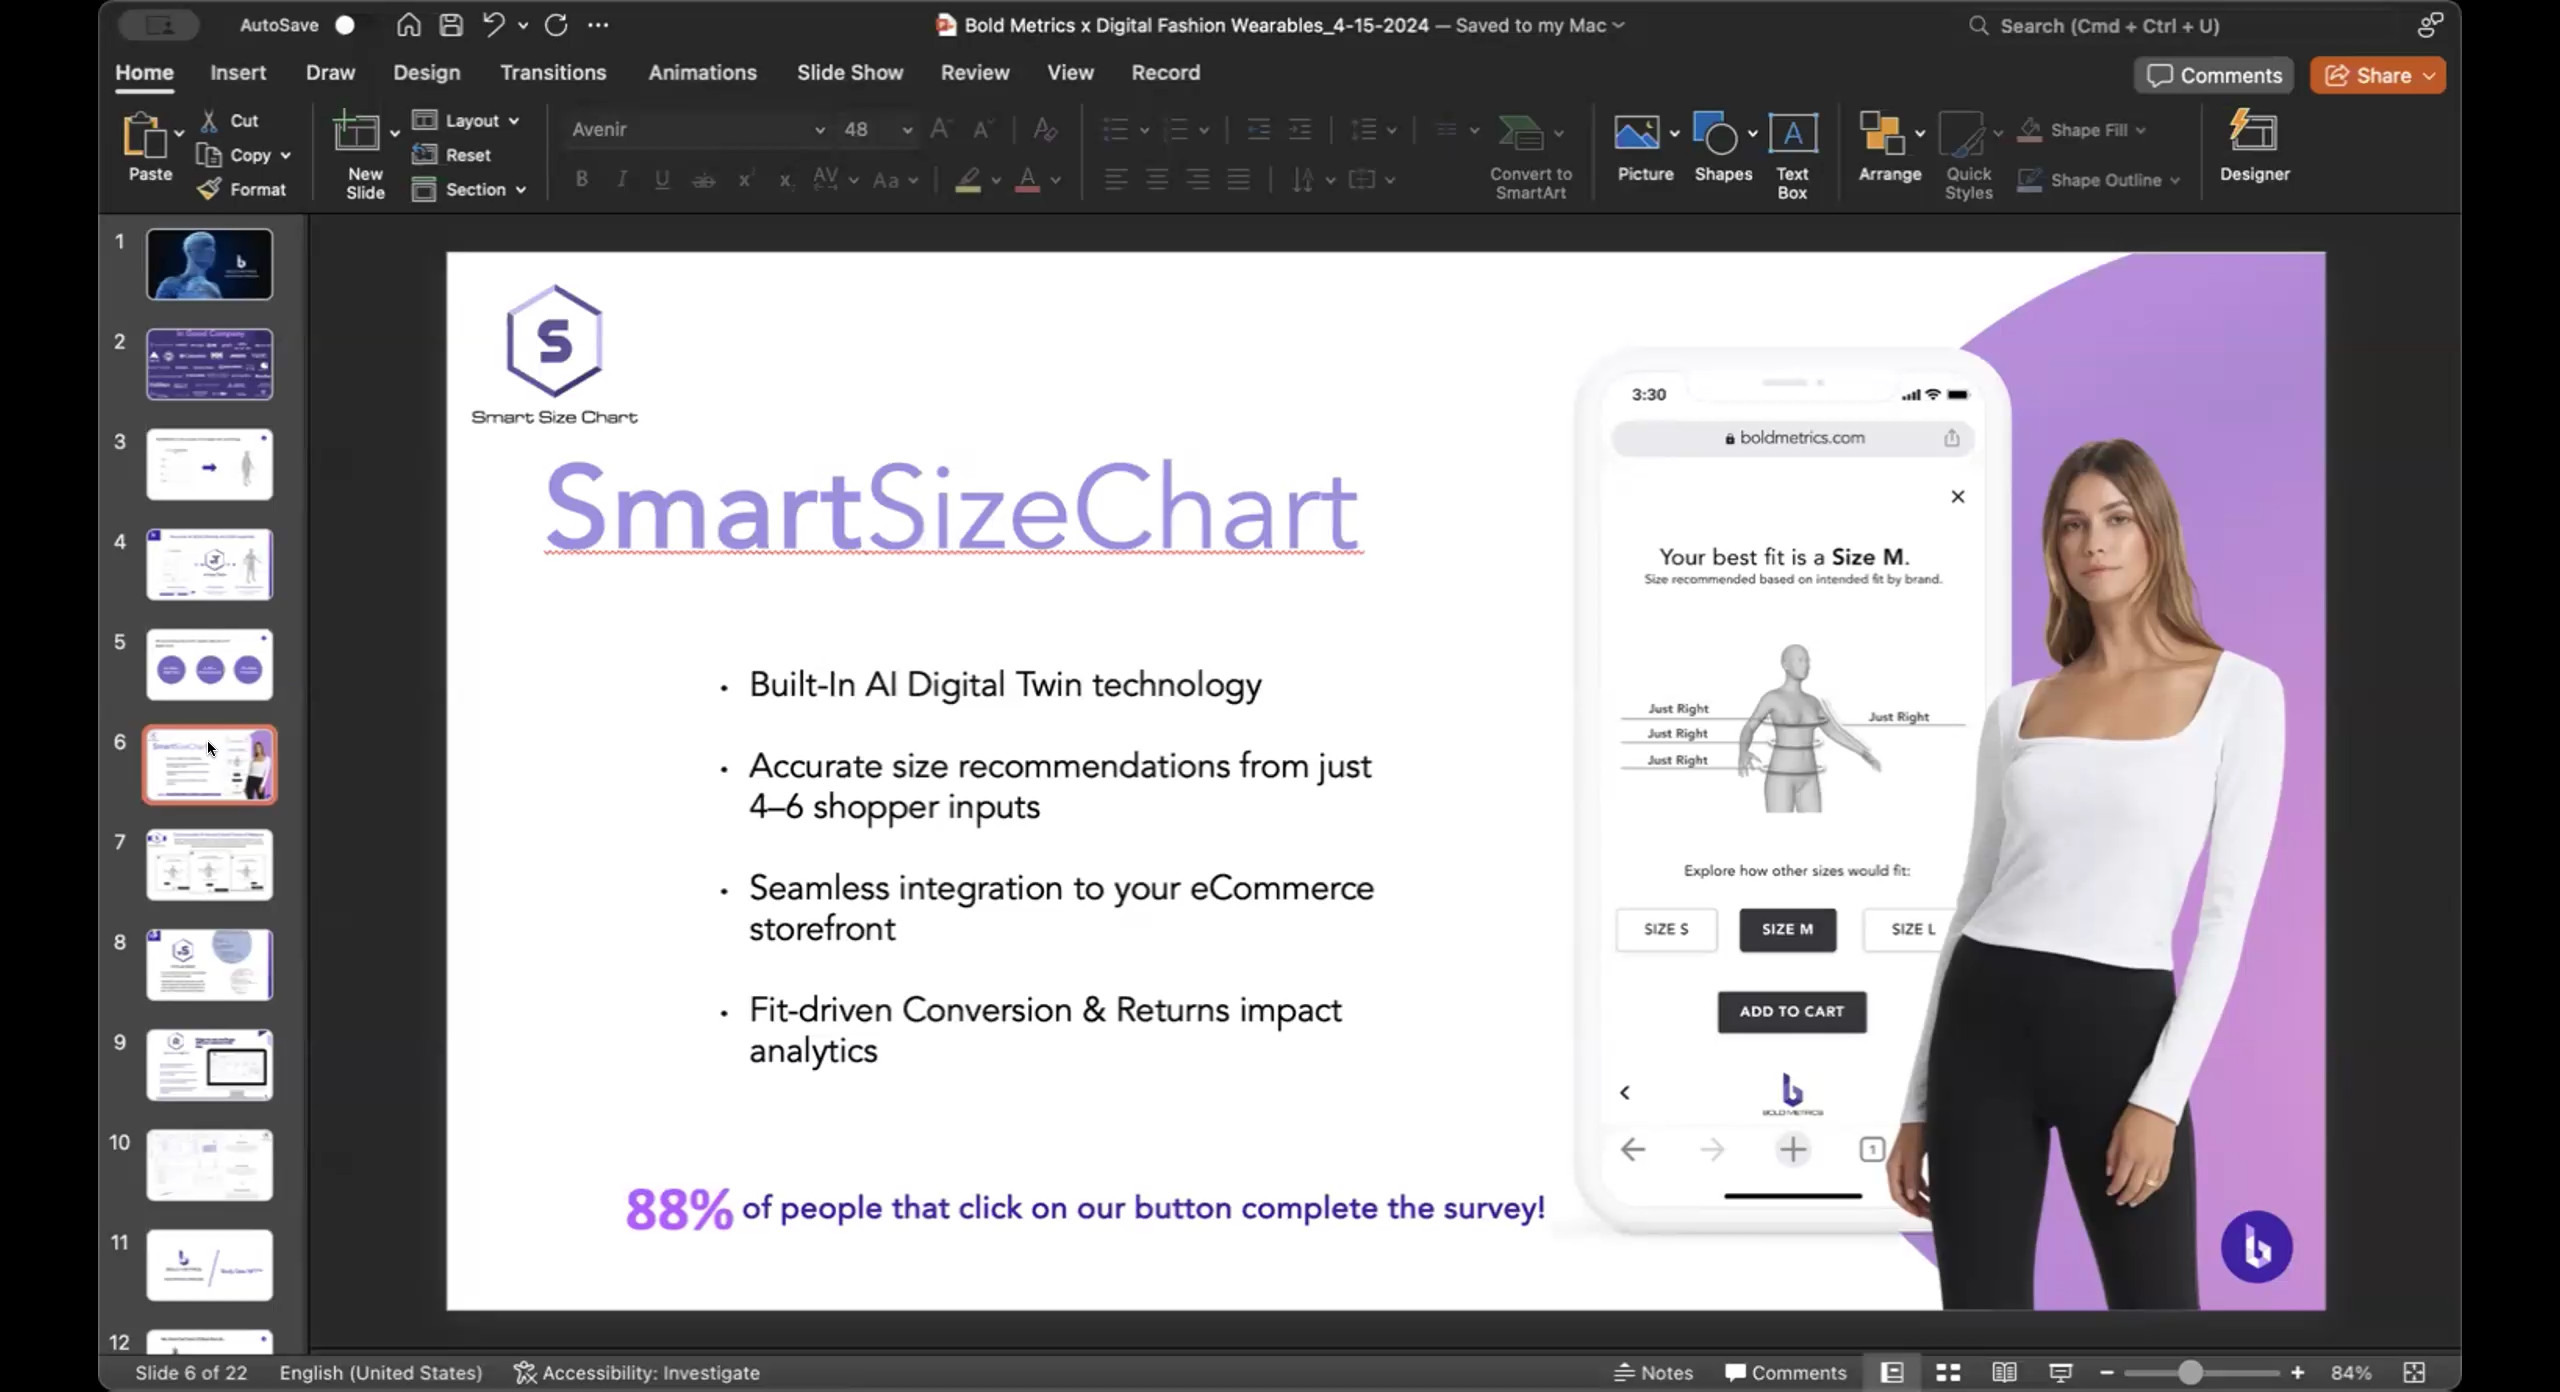 AutoSave
Bold Metrics x Digital Fashion Wearables_4-15-2024 — Saved to my Mac
Search (Cmd + Ctrl + U)
Home Insert Draw Design Transitions Animations Slide Show Review View Record
Comments Share
Paste
Cut
Copy
Format
New Slide
Layout
Reset
Section
Avenir 48
Convert to SmartArt
Picture
Shapes
Text Box
Arrange
Quick Styles
Shape Fill
Shape Outline
Designer
1
2
In Good Company
3
4
5
6
7
8
9
10
11
12
S
Smart Size Chart
SmartSizeChart
• Built-In AI Digital Twin technology
• Accurate size recommendations from just
4–6 shopper inputs
• Seamless integration to your eCommerce
storefront
• Fit-driven Conversion & Returns impact
analytics
88% of people that click on our button complete the survey!
3:30
boldmetrics.com
Your best fit is a Size M.
Size recommended based on intended fit by brand.
Just Right
Just Right
Just Right
Just Right
Explore how other sizes would fit:
SIZE S SIZE M SIZE L
ADD TO CART
BOLD METRICS
1
Slide 6 of 22 English (United States) Accessibility: Investigate
Notes Comments 84%